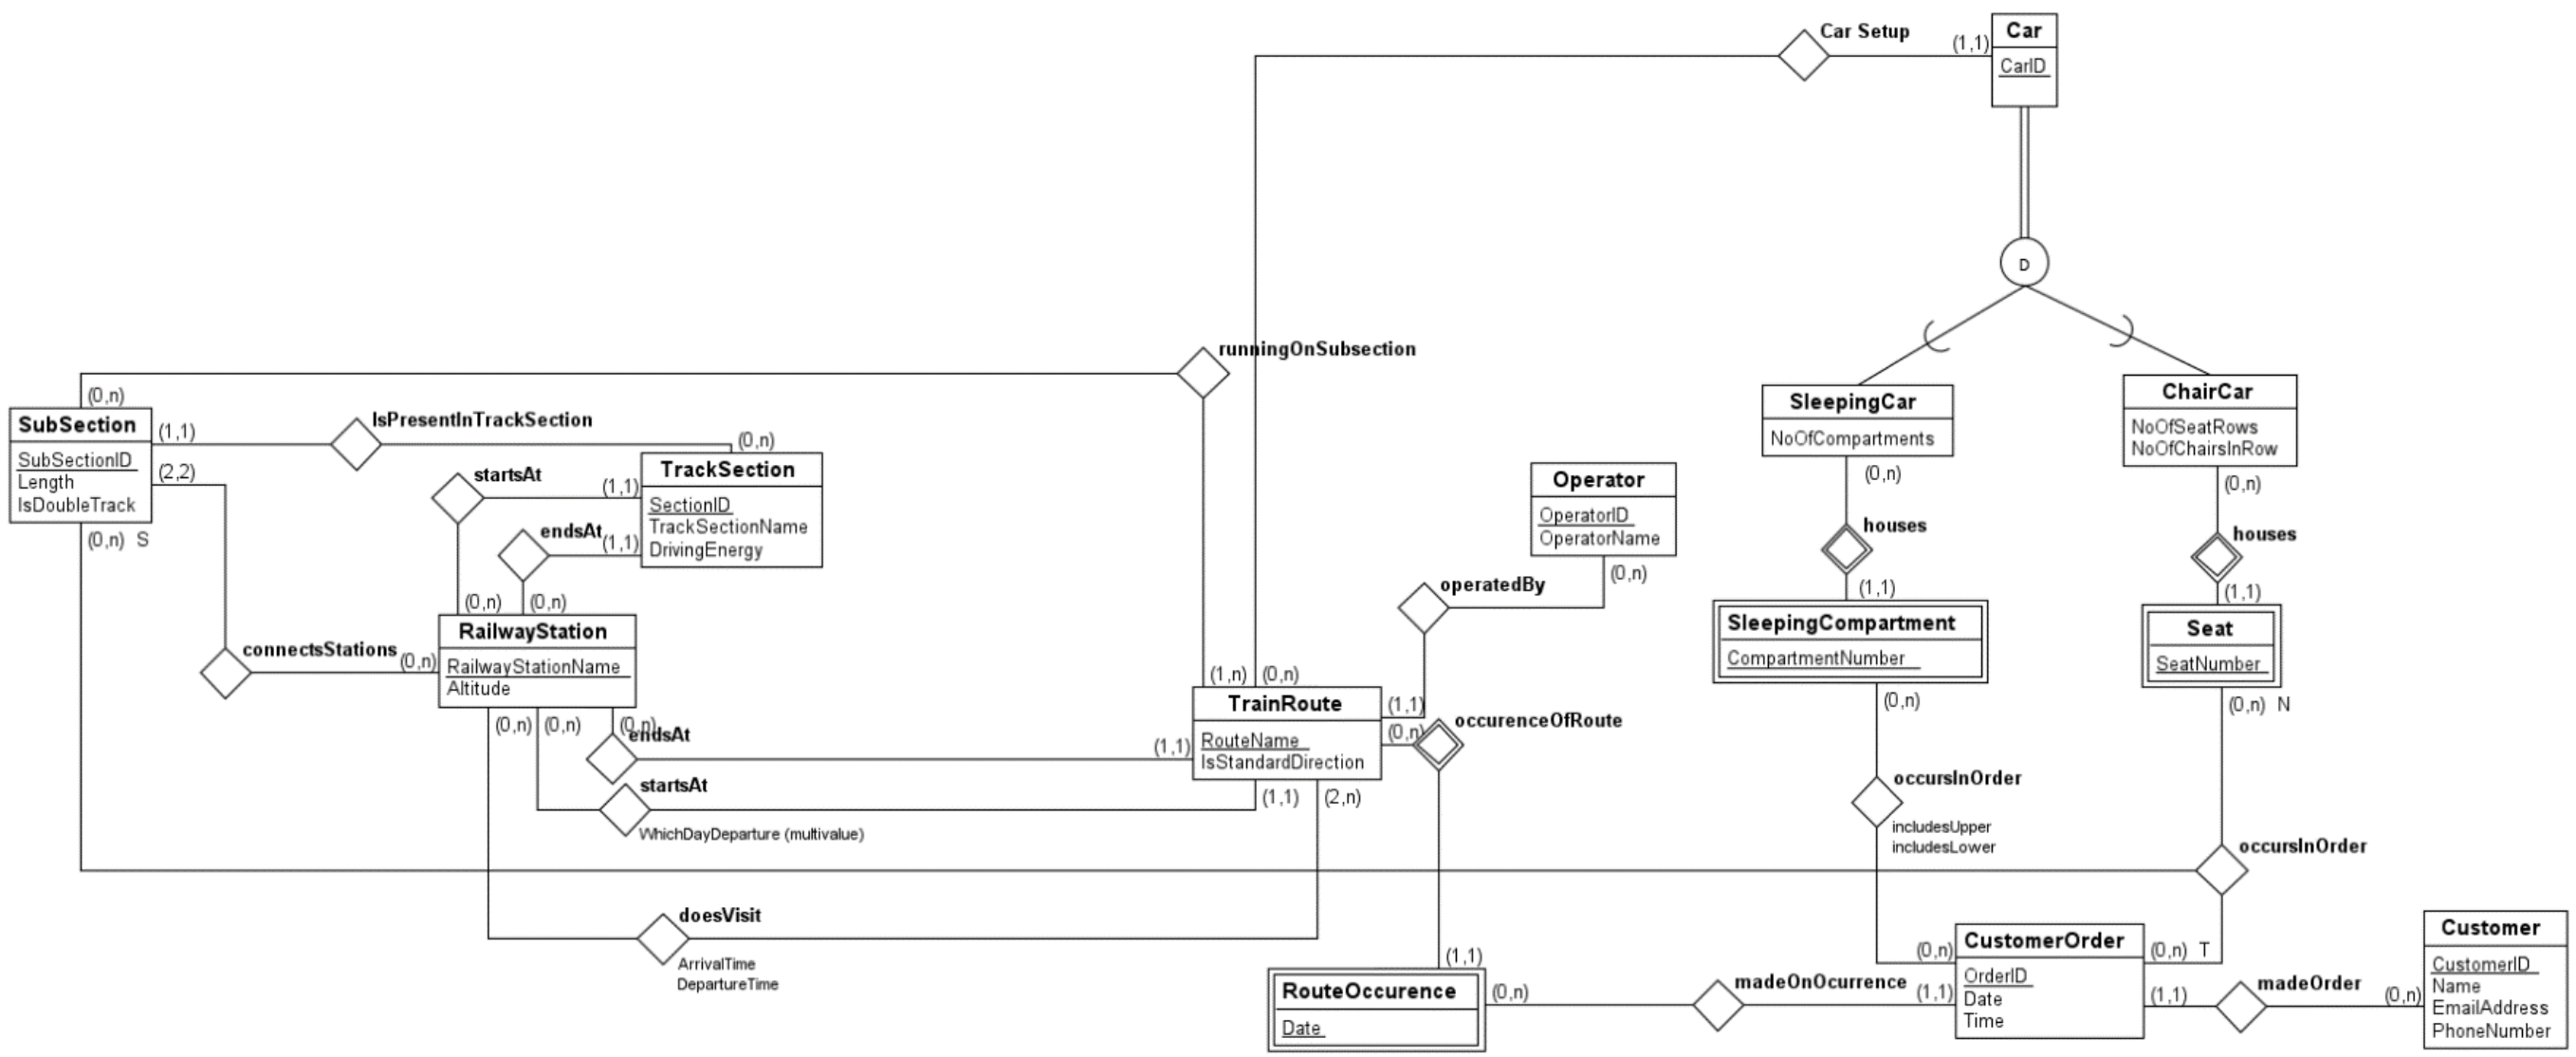 Car Setup
(1,1)
Car
CarID
D
runningOnSubsection
(0,n)
SubSection
SubSectionID
Length
IsDoubleTrack
(1,1)
IsPresentInTrackSection
(0,n)
(2,2)
(0,n) S
TrackSection
SectionID
TrackSectionName
DrivingEnergy
startsAt
(1,1)
endsAt
(1,1)
(0,n)
(0,n)
RailwayStation
RailwayStationName
Altitude
connectsStations
(0,n)
(0,n)
(0,n)
(0,n)
endsAt
(1,1)
startsAt
WhichDayDeparture (multivalue)
doesVisit
ArrivalTime
DepartureTime
(1,n)
(0,n)
TrainRoute
RouteName
IsStandardDirection
(1,1)
(0,n)
(1,1)
(2,n)
Operator
OperatorID
OperatorName
(0,n)
operatedBy
occurenceOfRoute
(1,1)
RouteOccurence
Date
(0,n)
madeOnOcurrence
(1,1)
SleepingCar
NoOfCompartments
(0,n)
houses
(1,1)
SleepingCompartment
CompartmentNumber
(0,n)
occursInOrder
includesUpper
includesLower
(0,n)
ChairCar
NoOfSeatRows
NoOfChairsInRow
(0,n)
houses
(1,1)
Seat
SeatNumber
(0,n) N
occursInOrder
(0,n) T
CustomerOrder
OrderID
Date
Time
(1,1)
madeOrder
(0,n)
Customer
CustomerID
Name
EmailAddress
PhoneNumber